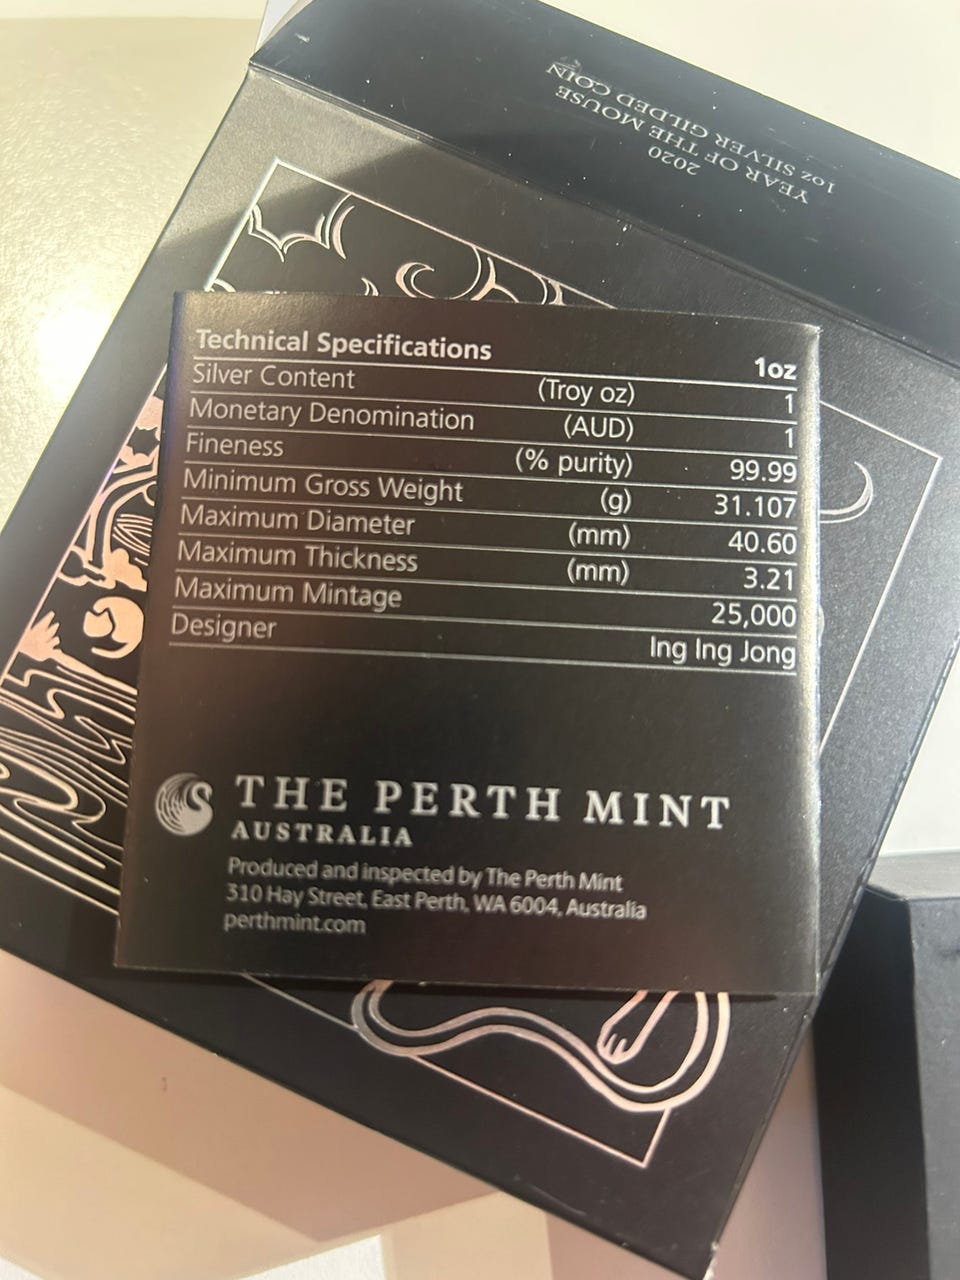 2020
YEAR OF THE MOUSE
1oz SILVER GILDED COIN
Technical Specifications 1oz
Silver Content (Troy oz) 1
Monetary Denomination (AUD) 1
Fineness (% purity) 99.99
Minimum Gross Weight (g) 31.107
Maximum Diameter (mm) 40.60
Maximum Thickness (mm) 3.21
Maximum Mintage 25,000
Designer Ing Ing Jong
THE PERTH MINT
AUSTRALIA
Produced and inspected by The Perth Mint
310 Hay Street, East Perth, WA 6004, Australia
perthmint.com